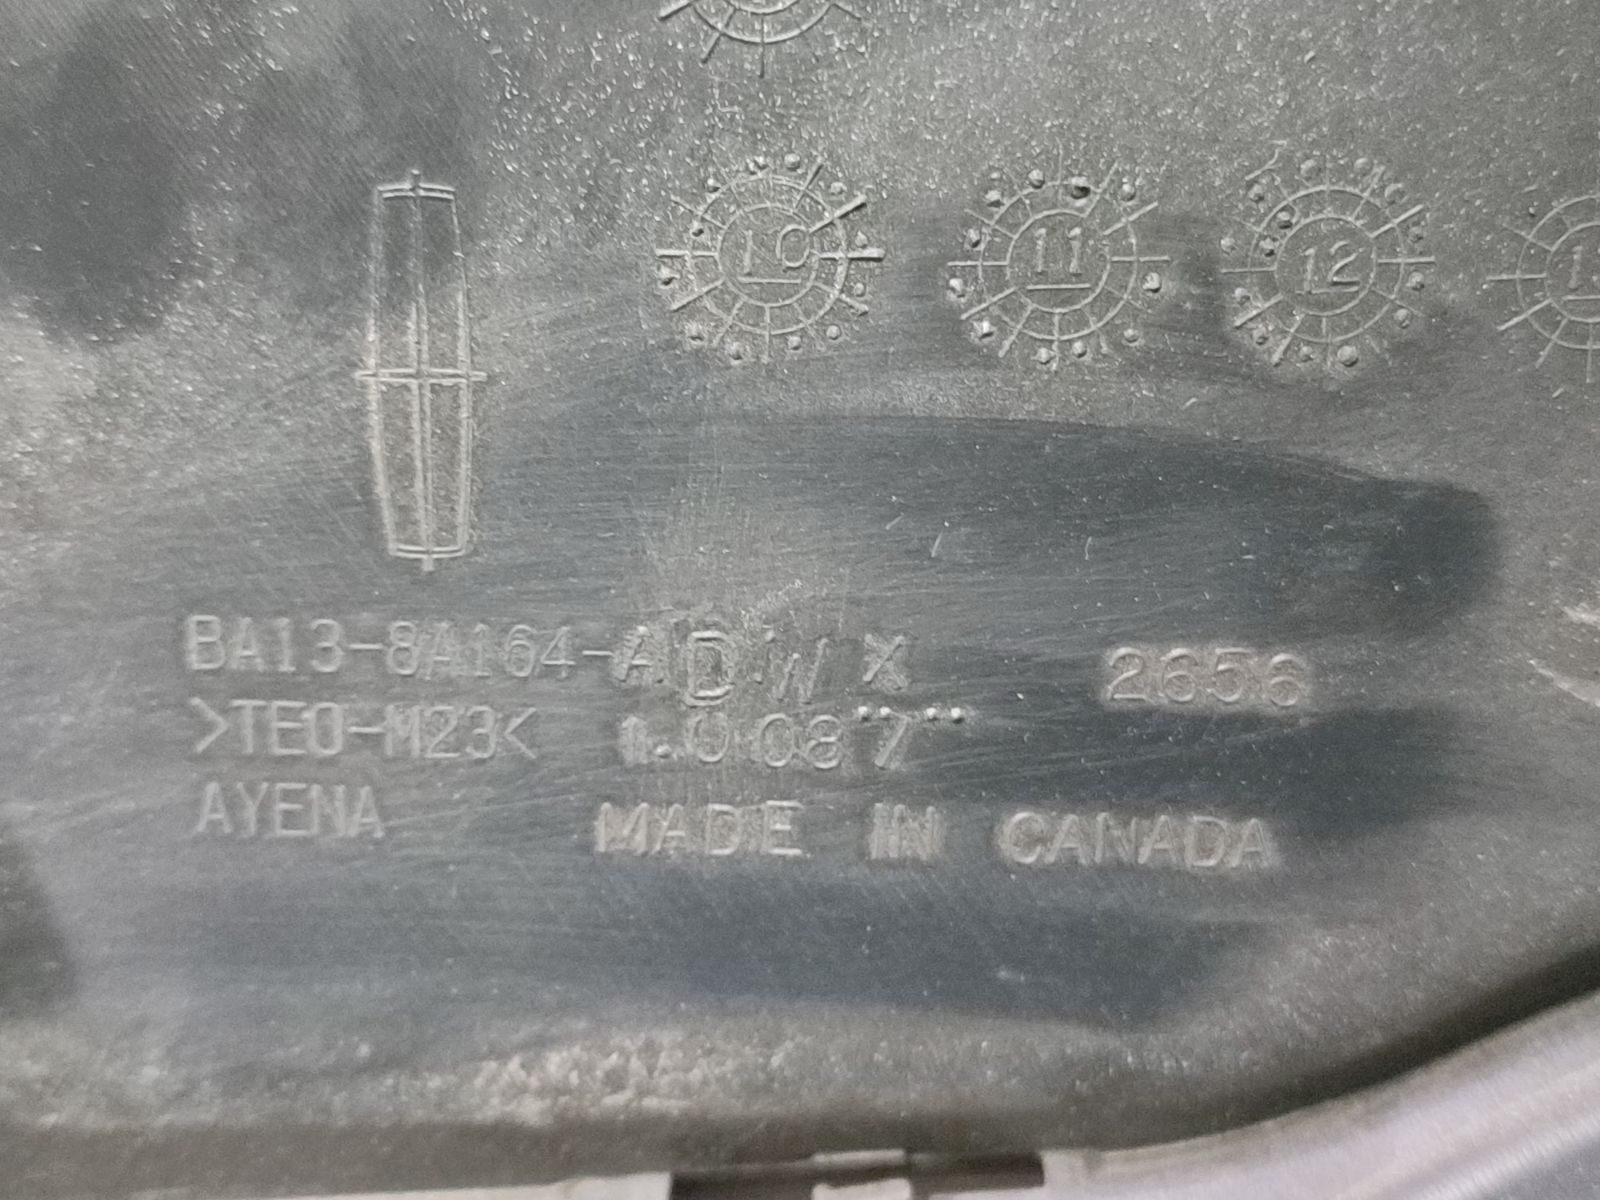 10 11 12
BA13-8A164-AD W X 2656
>TEO-M23<
AYENA MADE IN CANADA